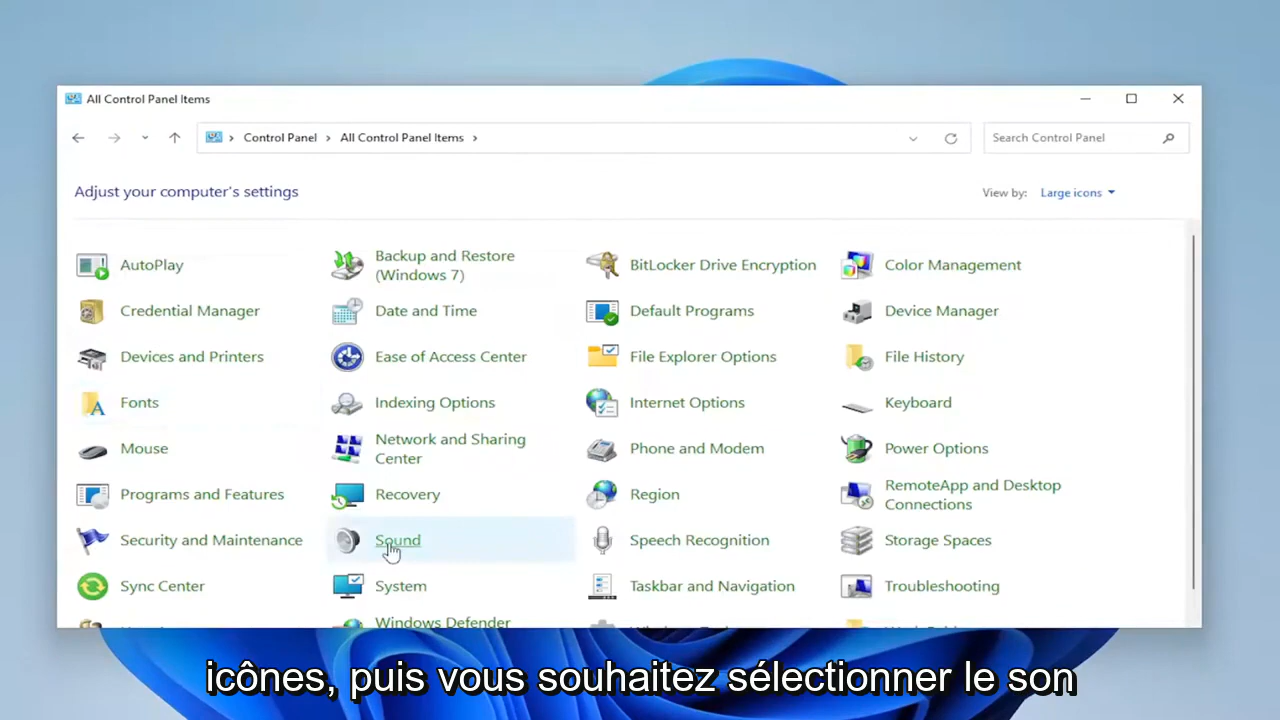 All Control Panel Items
Control Panel › All Control Panel Items ›
Search Control Panel
Adjust your computer's settings
View by: Large icons
AutoPlay
Backup and Restore
(Windows 7)
BitLocker Drive Encryption
Color Management
Credential Manager
Date and Time
Default Programs
Device Manager
Devices and Printers
Ease of Access Center
File Explorer Options
File History
Fonts
Indexing Options
Internet Options
Keyboard
Mouse
Network and Sharing
Center
Phone and Modem
Power Options
Programs and Features
Recovery
Region
RemoteApp and Desktop
Connections
Security and Maintenance
Sound
Speech Recognition
Storage Spaces
Sync Center
System
Taskbar and Navigation
Troubleshooting
Windows Defender
icônes, puis vous souhaitez sélectionner le son